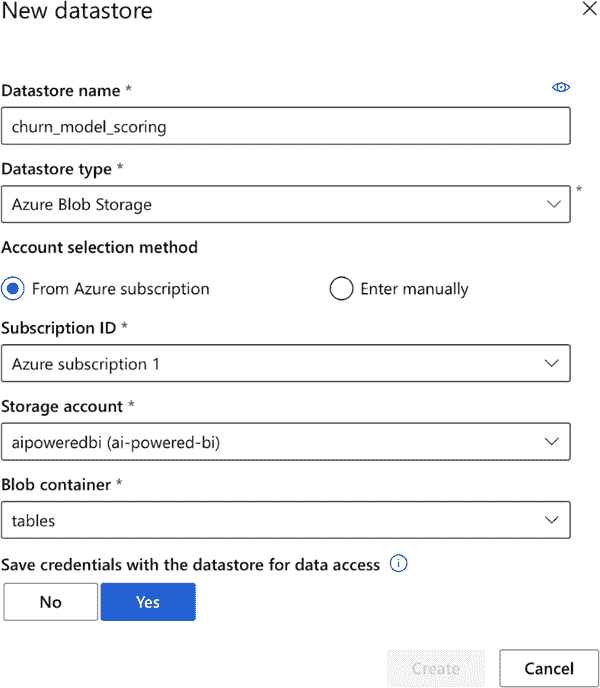 New datastore
Datastore name *
churn_model_scoring
Datastore type *
Azure Blob Storage
*
Account selection method
From Azure subscription
Enter manually
Subscription ID *
Azure subscription 1
Storage account *
aipoweredbi (ai-powered-bi)
Blob container *
tables
Save credentials with the datastore for data access
No
Yes
Create
Cancel